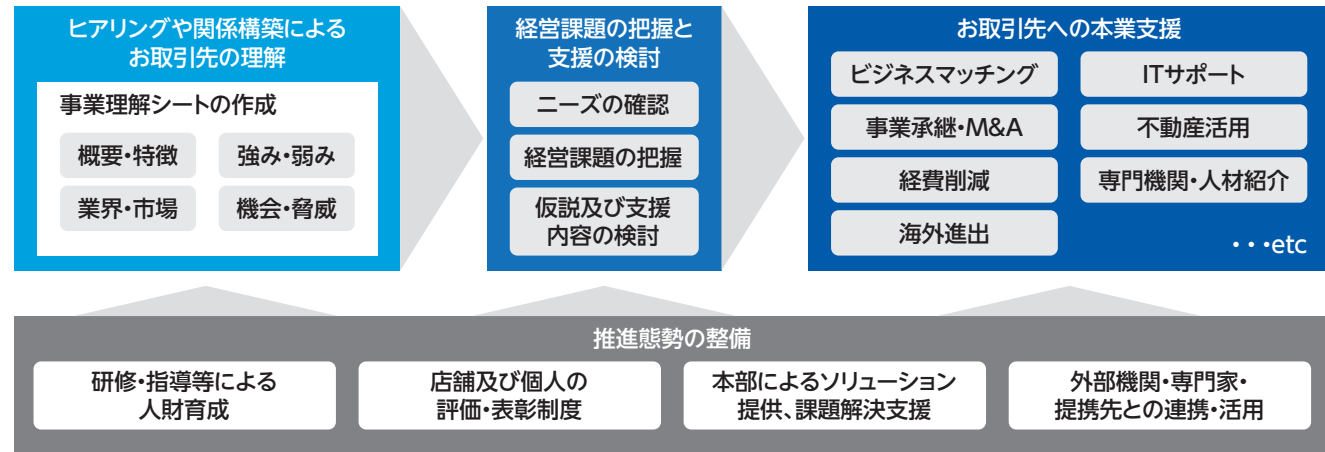 ヒアリングや関係構築による
お取引先の理解
事業理解シートの作成
概要・特徴
強み・弱み
業界・市場
機会・脅威
経営課題の把握と
支援の検討
ニーズの確認
経営課題の把握
仮説及び支援
内容の検討
お取引先への本業支援
ビジネスマッチング
ITサポート
事業承継・M&A
不動産活用
経費削減
専門機関・人材紹介
海外進出
・・・etc
推進態勢の整備
研修・指導等による
人財育成
店舗及び個人の
評価・表彰制度
本部によるソリューション
提供、課題解決支援
外部機関・専門家・
提携先との連携・活用